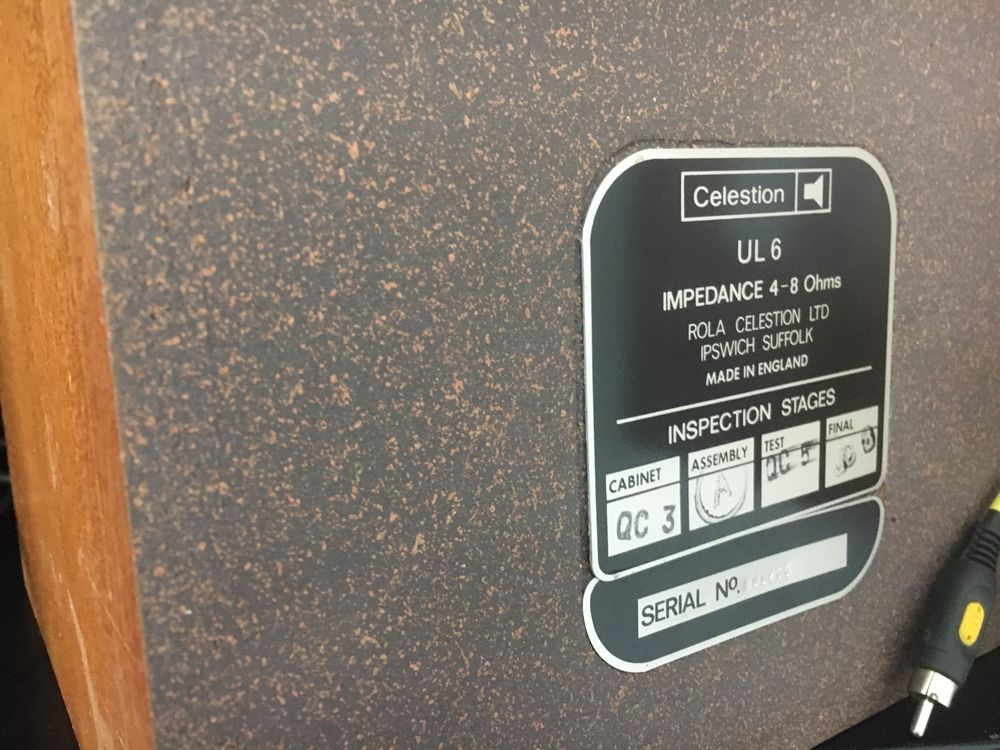 Celestion
UL 6
IMPEDANCE 4-8 Ohms
ROLA CELESTION LTD
IPSWICH SUFFOLK
MADE IN ENGLAND
INSPECTION STAGES
CABINET ASSEMBLY TEST FINAL
QC 3 A QC 5 QC
SERIAL Nº.